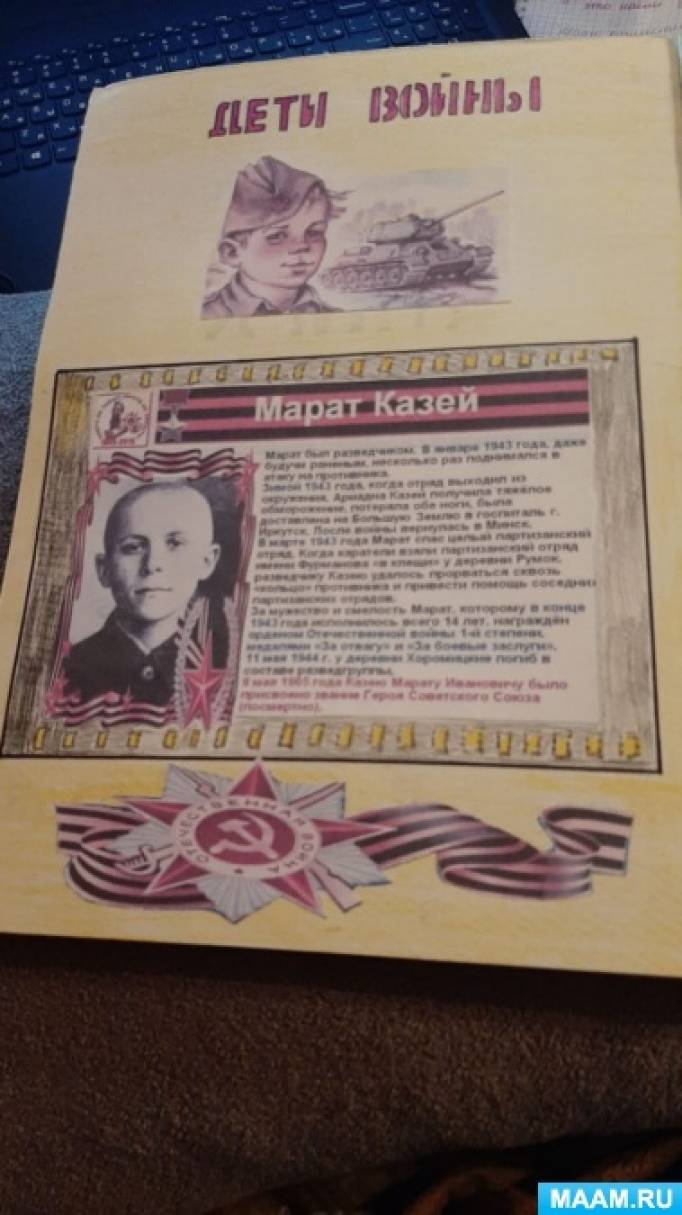 ДЕТИ ВОЙНЫ
Марат Казей
Марат был разведчиком. В январе 1943 года, даже
будучи раненым, несколько раз поднимался в
атаку на противника.
Зимой 1943 года, когда отряд выходил из
окружения, Ариадна Казей получила тяжелое
обморожение, потеряла обе ноги, была
доставлена на Большую Землю в госпиталь г.
Иркутск. После войны вернулась в Минск.
В марте 1943 года Марат спас целый партизанский
отряд. Когда каратели взяли партизанский отряд
имени Фурманова «в клещи» у деревни Румок,
разведчику Казею удалось прорваться сквозь
«кольцо» противника и привести помощь соседних
партизанских отрядов.
За мужество и смелость Марат, которому в конце
1943 года исполнилось всего 14 лет, награждён
орденом Отечественной войны 1-й степени,
медалями «За отвагу» и «За боевые заслуги».
11 мая 1944 г. у деревни Хоромицкие погиб в
составе разведгруппы.
8 мая 1965 года Казею Марату Ивановичу было
присвоено звание Героя Советского Союза
(посмертно).
ОТЕЧЕСТВЕННАЯ ВОЙНА
MAAM.RU